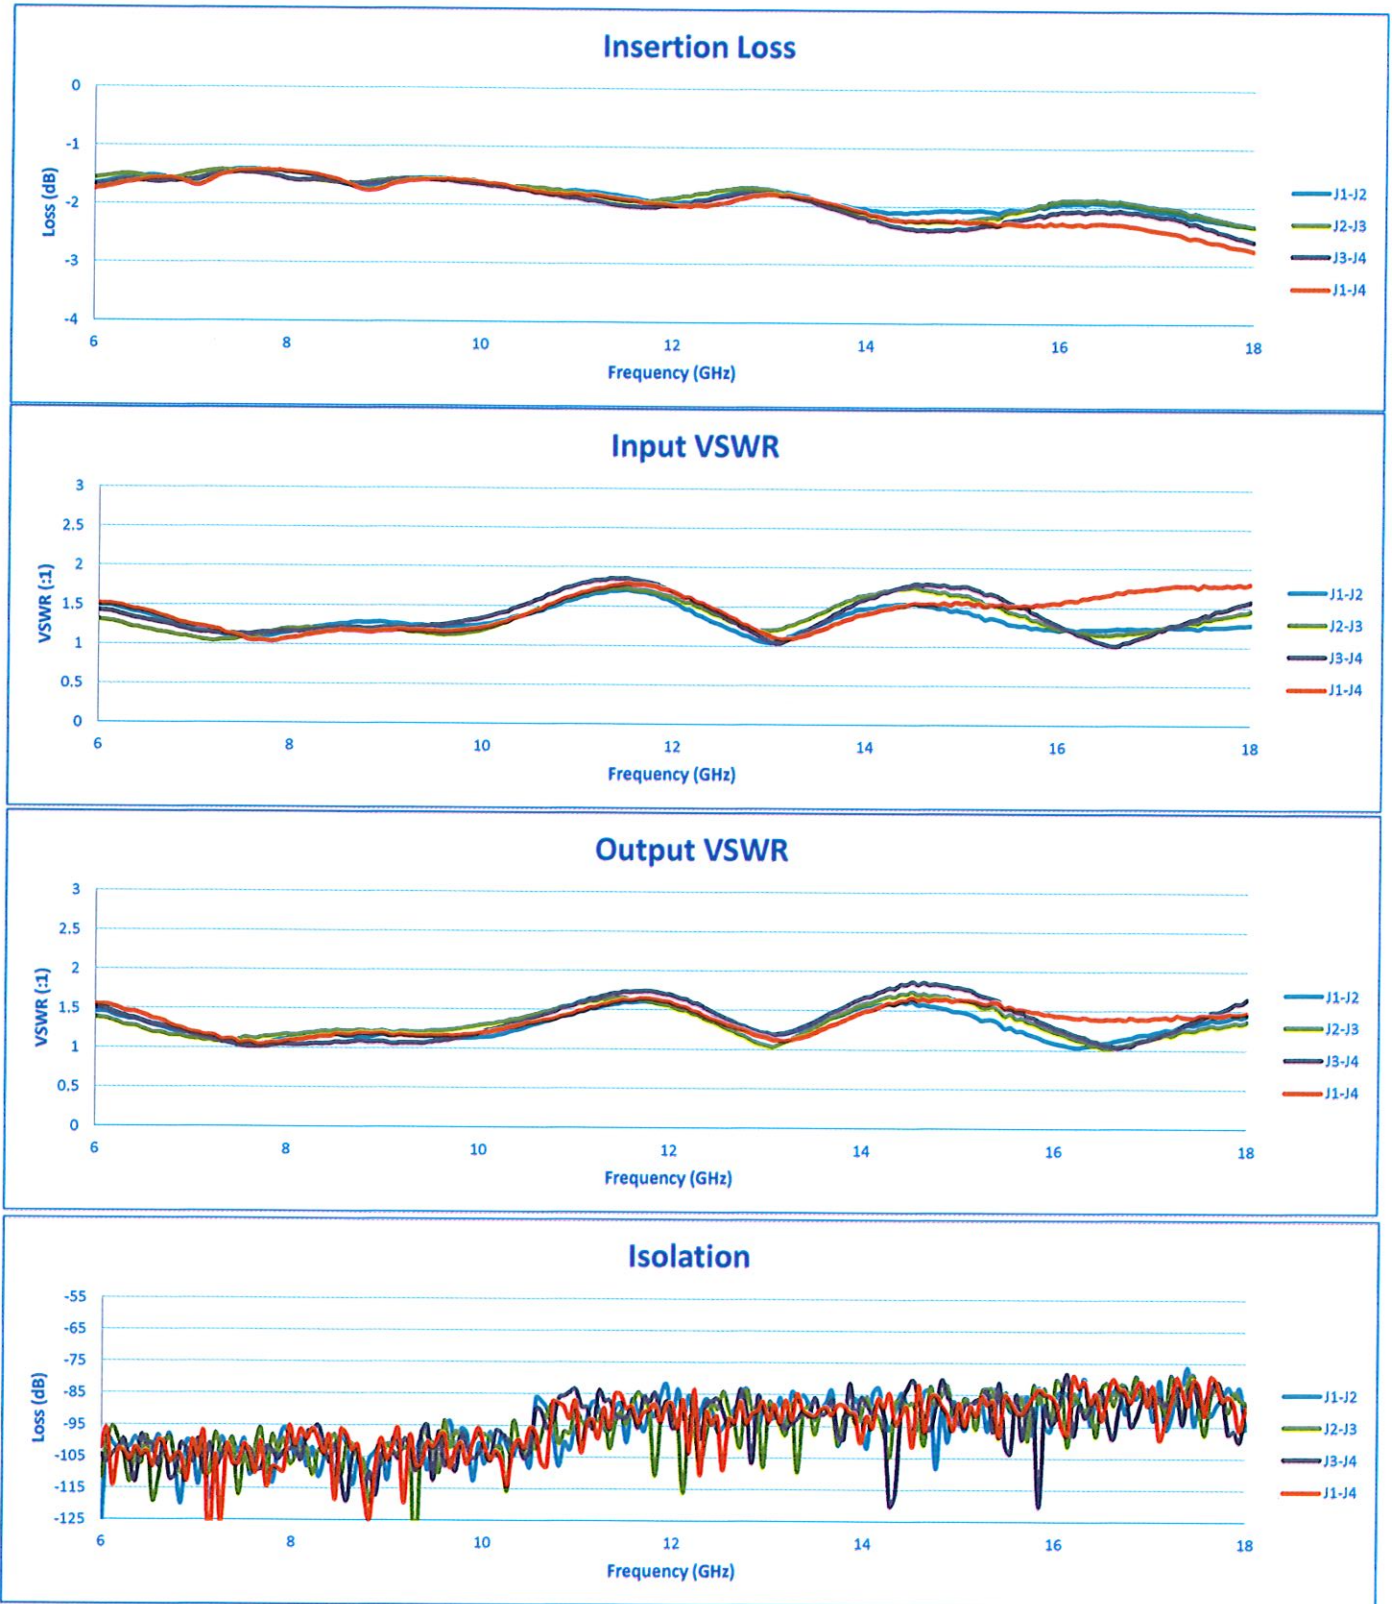 Insertion Loss
0
-1
-2
-3
-4
Loss (dB)
6 8 10 12 14 16 18
Frequency (GHz)
J1-J2
J2-J3
J3-J4
J1-J4
Input VSWR
3
2.5
2
1.5
1
0.5
0
VSWR (:1)
6 8 10 12 14 16 18
Frequency (GHz)
J1-J2
J2-J3
J3-J4
J1-J4
Output VSWR
3
2.5
2
1.5
1
0.5
0
VSWR (:1)
6 8 10 12 14 16 18
Frequency (GHz)
J1-J2
J2-J3
J3-J4
J1-J4
Isolation
-55
-65
-75
-85
-95
-105
-115
-125
Loss (dB)
6 8 10 12 14 16 18
Frequency (GHz)
J1-J2
J2-J3
J3-J4
J1-J4